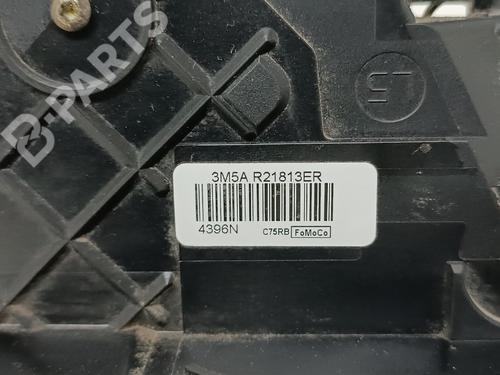 B-PARTS
3M5A R21813ER
4396N
C75RB FoMoCo